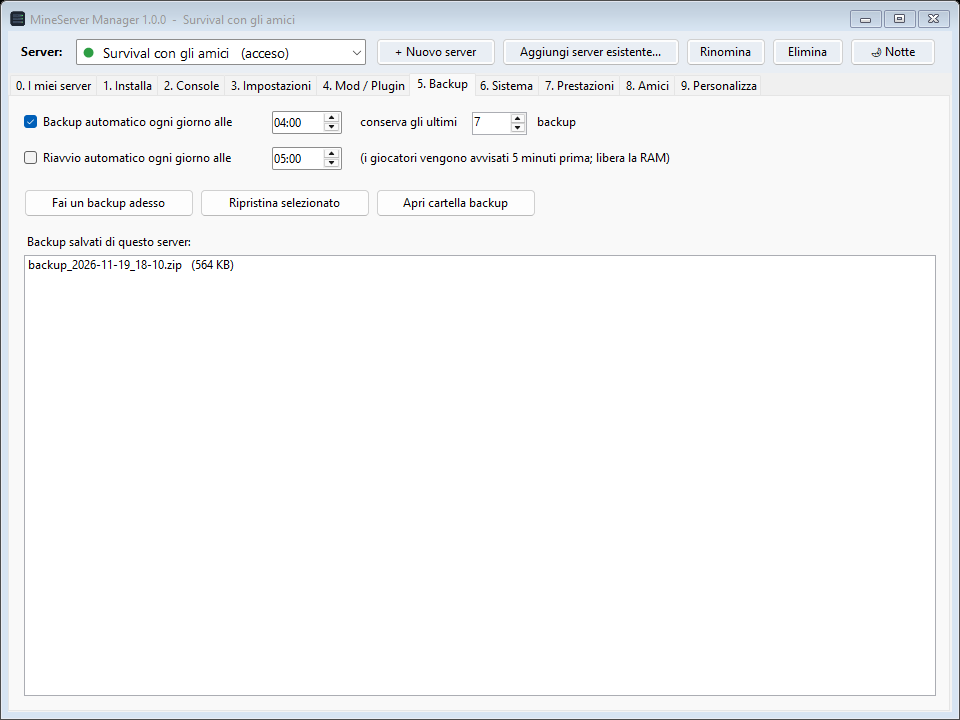 MineServer Manager 1.0.0 - Survival con gli amici
Server: Survival con gli amici (acceso) + Nuovo server Aggiungi server esistente... Rinomina Elimina 🌙 Notte
0. I miei server 1. Installa 2. Console 3. Impostazioni 4. Mod / Plugin 5. Backup 6. Sistema 7. Prestazioni 8. Amici 9. Personalizza
Backup automatico ogni giorno alle 04:00 conserva gli ultimi 7 backup
Riavvio automatico ogni giorno alle 05:00 (i giocatori vengono avvisati 5 minuti prima; libera la RAM)
Fai un backup adesso Ripristina selezionato Apri cartella backup
Backup salvati di questo server:
backup_2026-11-19_18-10.zip (564 KB)